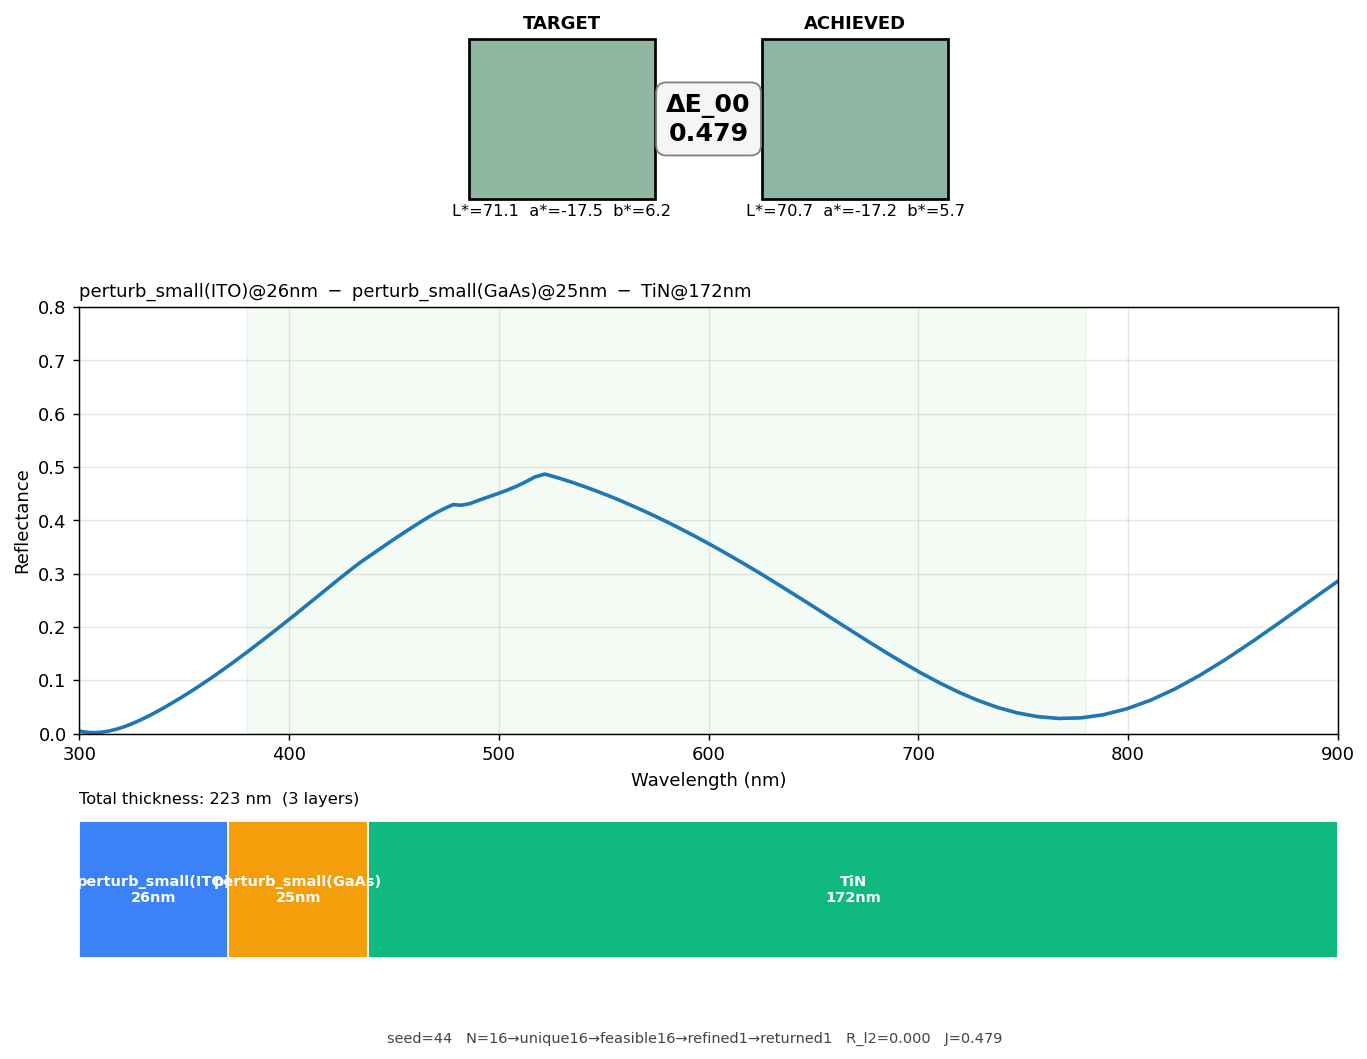 TARGET
ACHIEVED
ΔE_00
0.479
L*=71.1 a*=-17.5 b*=6.2
L*=70.7 a*=-17.2 b*=5.7
perturb_small(ITO)@26nm − perturb_small(GaAs)@25nm − TiN@172nm
0.8
0.7
0.6
0.5
0.4
0.3
0.2
0.1
0.0
Reflectance
300 400 500 600 700 800 900
Wavelength (nm)
Total thickness: 223 nm (3 layers)
perturb_small(ITO)
26nm
perturb_small(GaAs)
25nm
TiN
172nm
seed=44 N=16→unique16→feasible16→refined1→returned1 R_l2=0.000 J=0.479